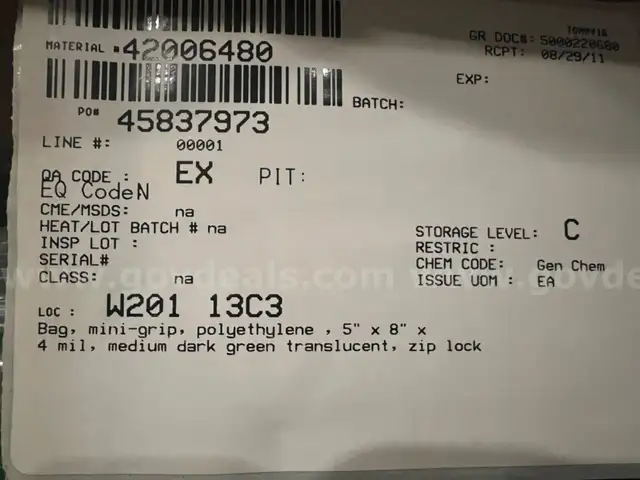 TOMMYI&
MATERIAL # 42006480
GR DOC#: 5000220680
RCPT: 08/29/11
EXP:
BATCH:
PO# 45837973
LINE #: 00001
QA CODE : EX PIT:
EQ CodeN
CME/MSDS: na
HEAT/LOT BATCH # na
INSP LOT :
SERIAL#
CLASS: na
STORAGE LEVEL: C
RESTRIC :
CHEM CODE: Gen Chem
ISSUE UOM : EA
www.govdeals.com
LOC : W201 13C3
Bag, mini-grip, polyethylene , 5" x 8" x
4 mil, medium dark green translucent, zip lock